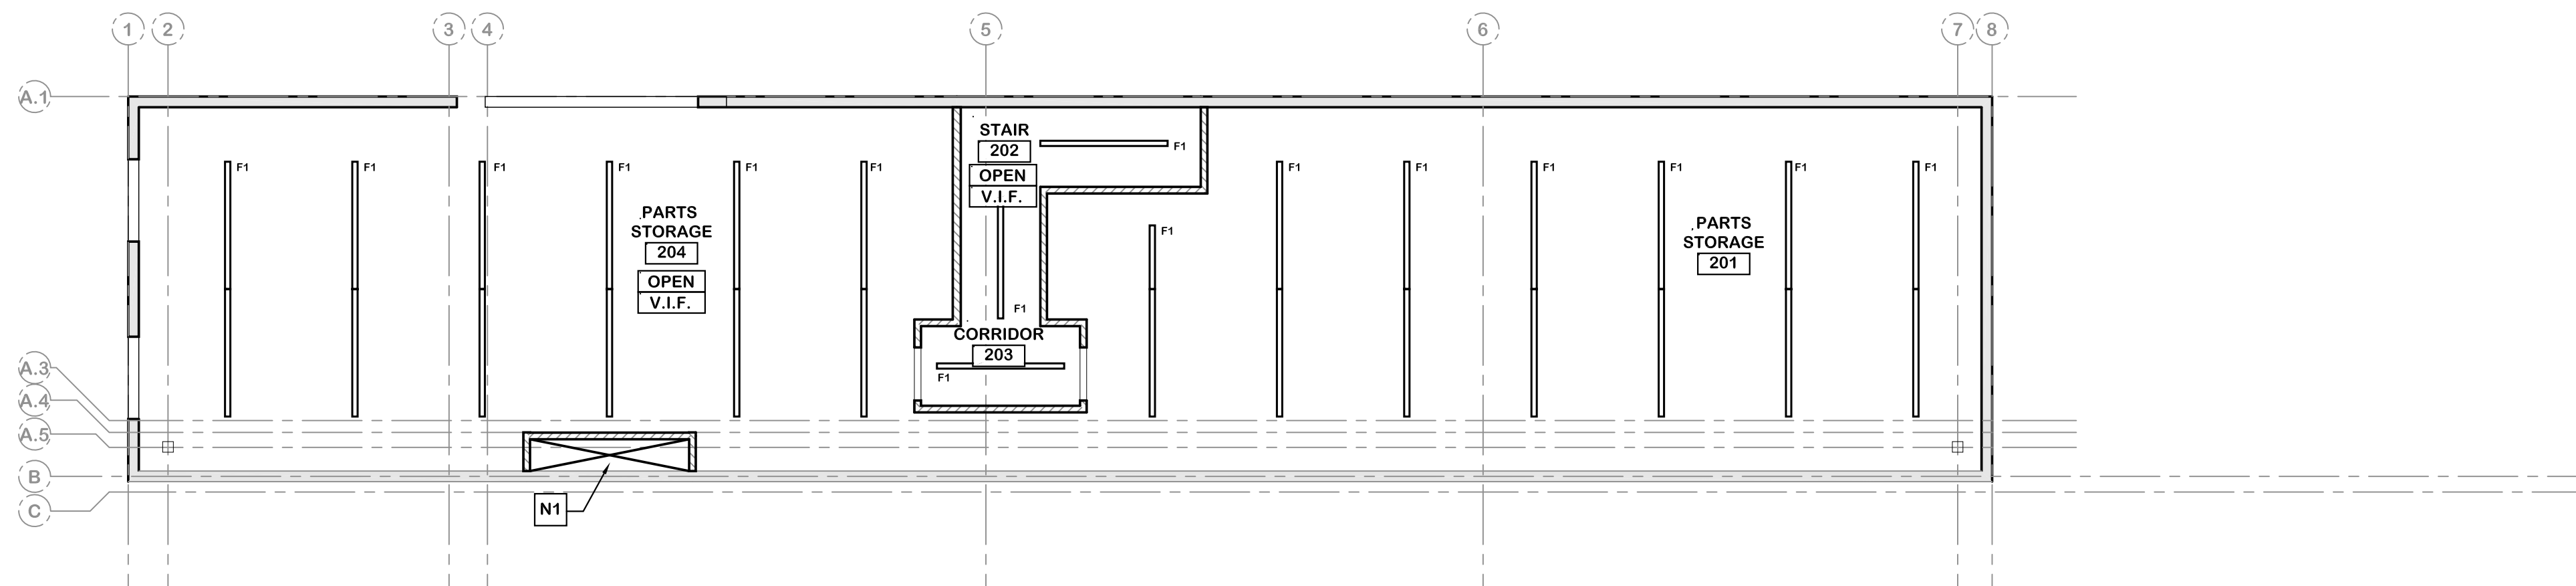 1
2
3
4
5
6
7
8
A.1
STAIR
202
OPEN
V.I.F.
F1
F1
F1
F1
F1
F1
F1
F1
F1
F1
F1
F1
F1
F1
PARTS
STORAGE
204
OPEN
V.I.F.
PARTS
STORAGE
201
F1
F1
CORRIDOR
203
F1
A.3
A.4
A.5
B
C
N1